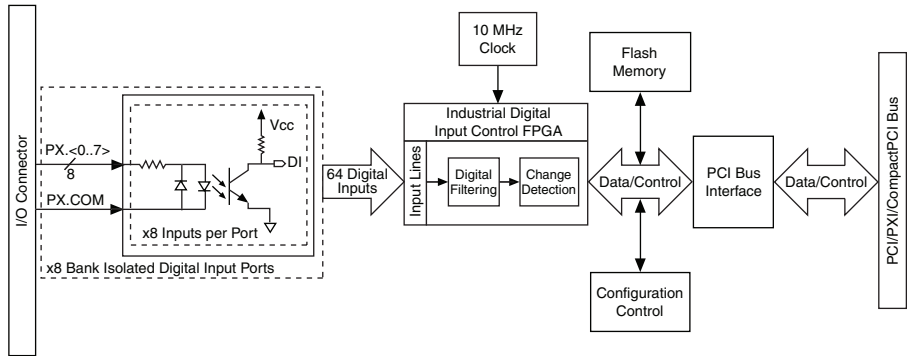 I/O Connector
PX.<0..7>
8
PX.COM
Vcc
DI
x8 Inputs per Port
x8 Bank Isolated Digital Input Ports
64 Digital
Inputs
10 MHz
Clock
Industrial Digital
Input Control FPGA
Input Lines
Digital
Filtering
Change
Detection
Flash
Memory
Data/Control
Configuration
Control
PCI Bus
Interface
Data/Control
PCI/PXI/CompactPCI Bus